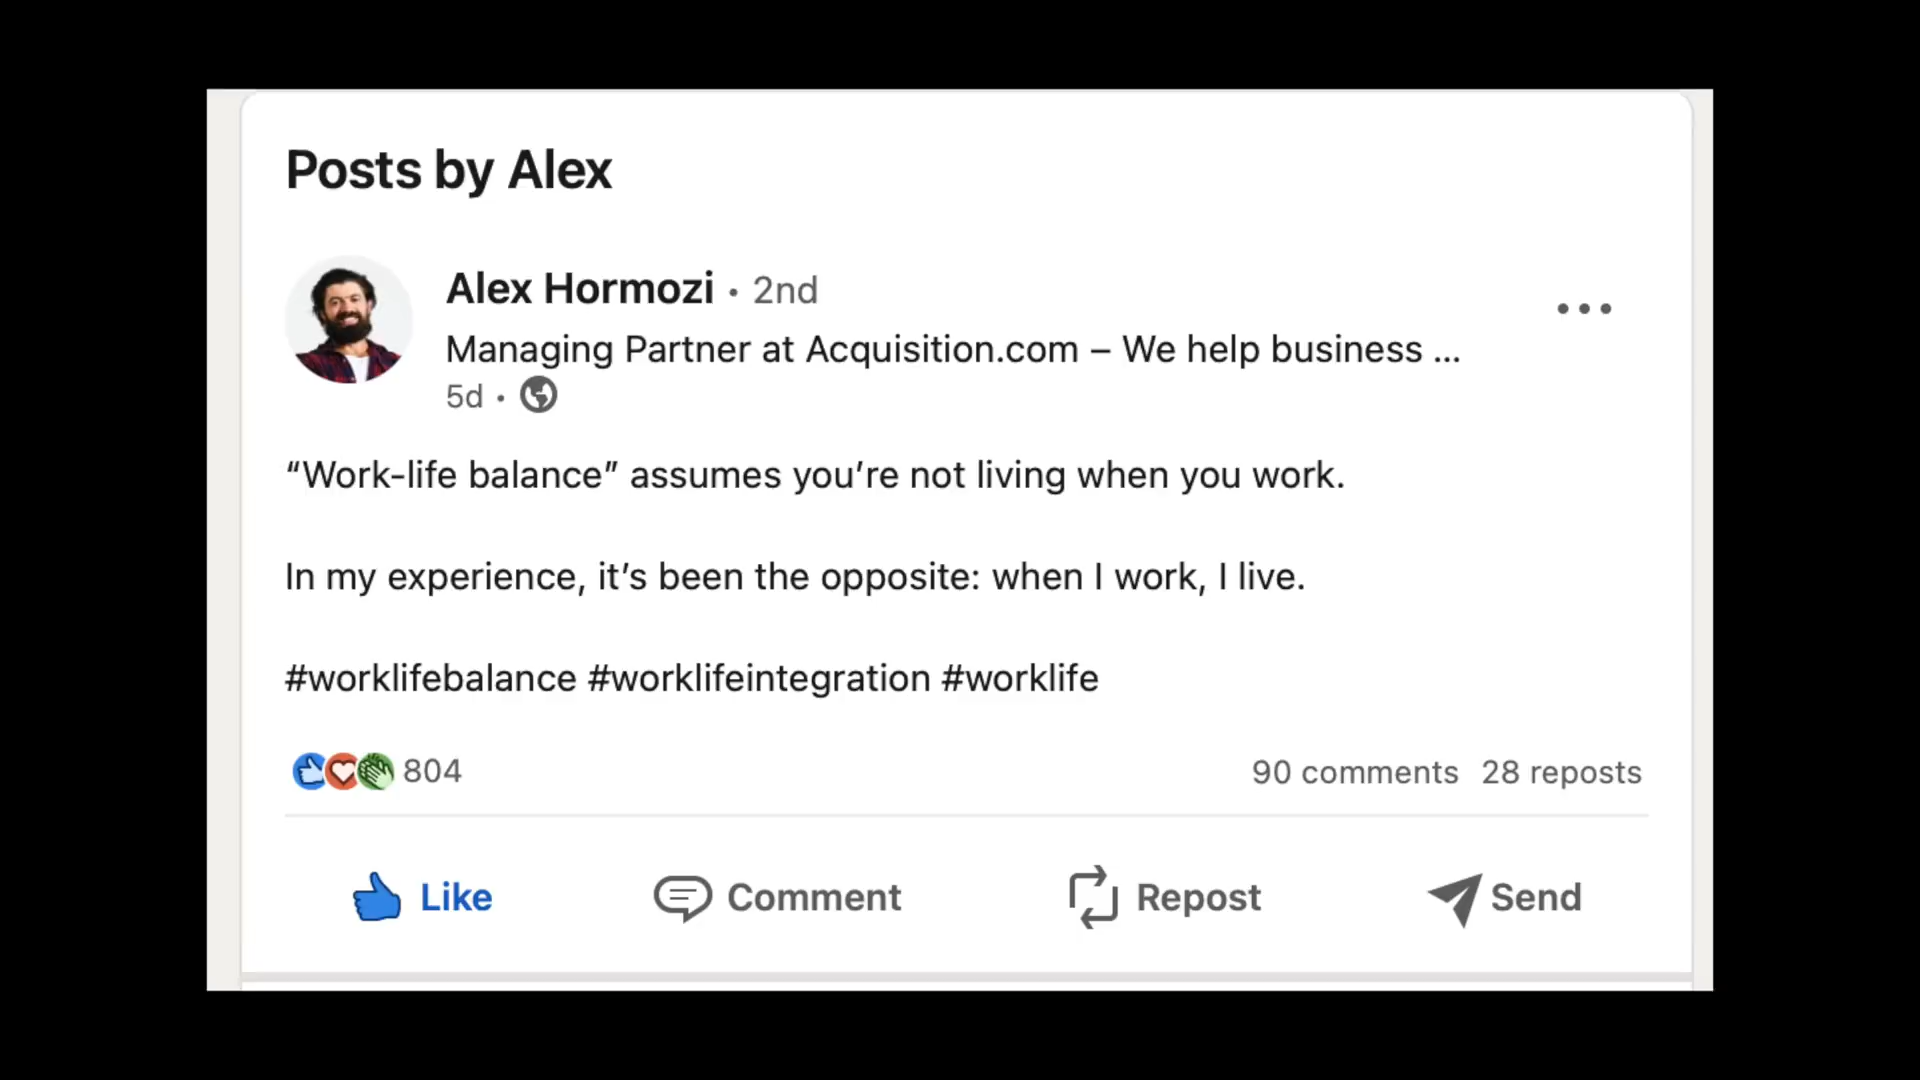 Posts by Alex
Alex Hormozi · 2nd
Managing Partner at Acquisition.com – We help business ...
5d ·
“Work-life balance” assumes you’re not living when you work.
In my experience, it’s been the opposite: when I work, I live.
#worklifebalance #worklifeintegration #worklife
804
90 comments 28 reposts
Like Comment Repost Send